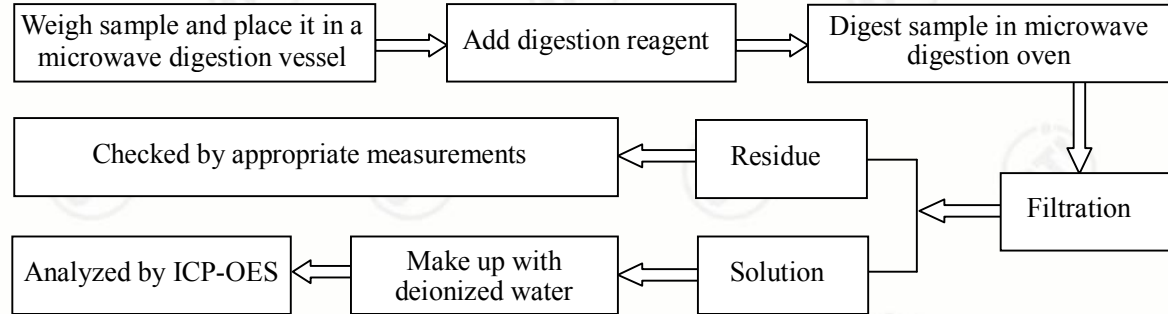 Weigh sample and place it in a
microwave digestion vessel
Add digestion reagent
Digest sample in microwave
digestion oven
Checked by appropriate measurements
Residue
Filtration
Analyzed by ICP-OES
Make up with
deionized water
Solution